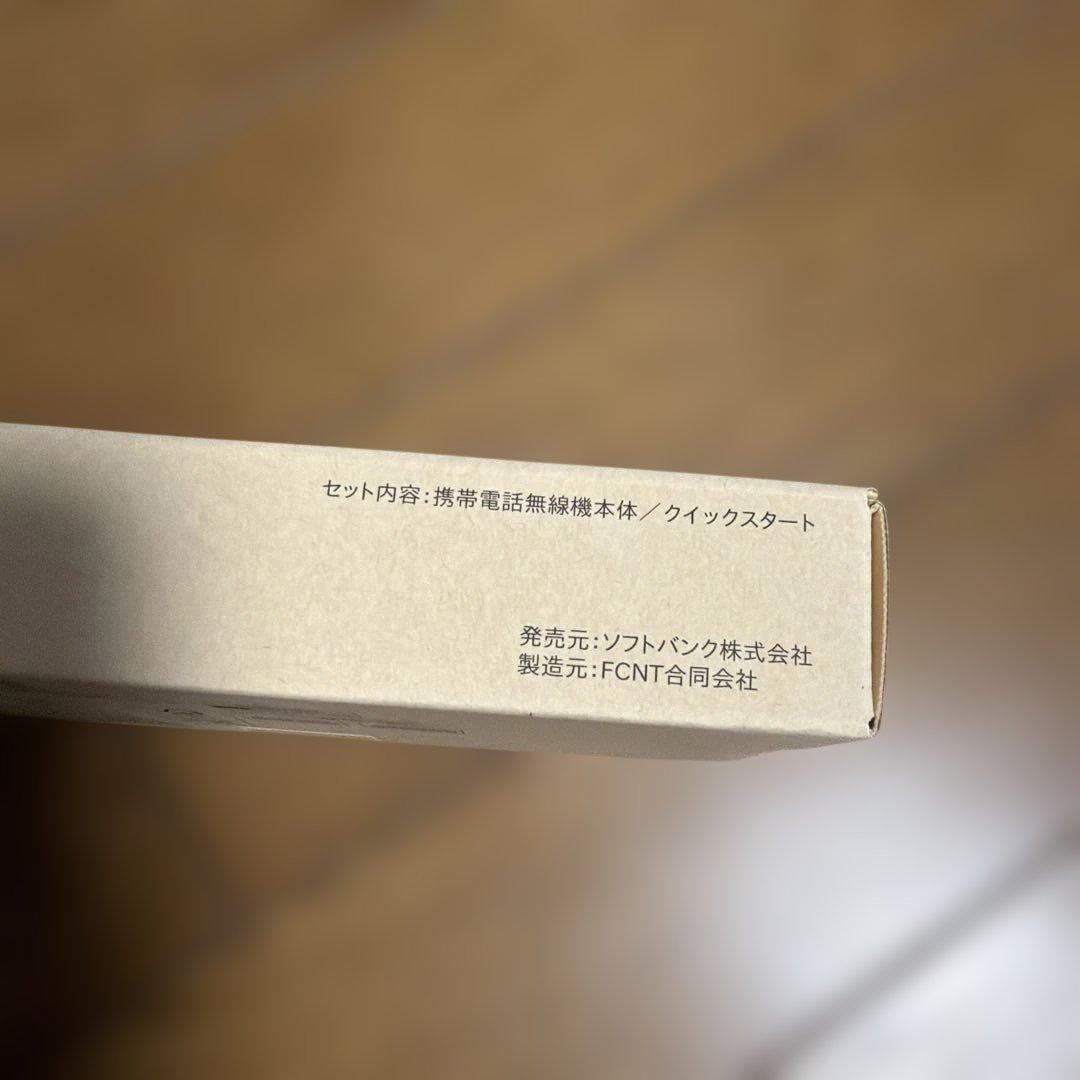 セット内容：携帯電話無線機本体／クイックスタート
発売元：ソフトバンク株式会社
製造元：FCNT合同会社